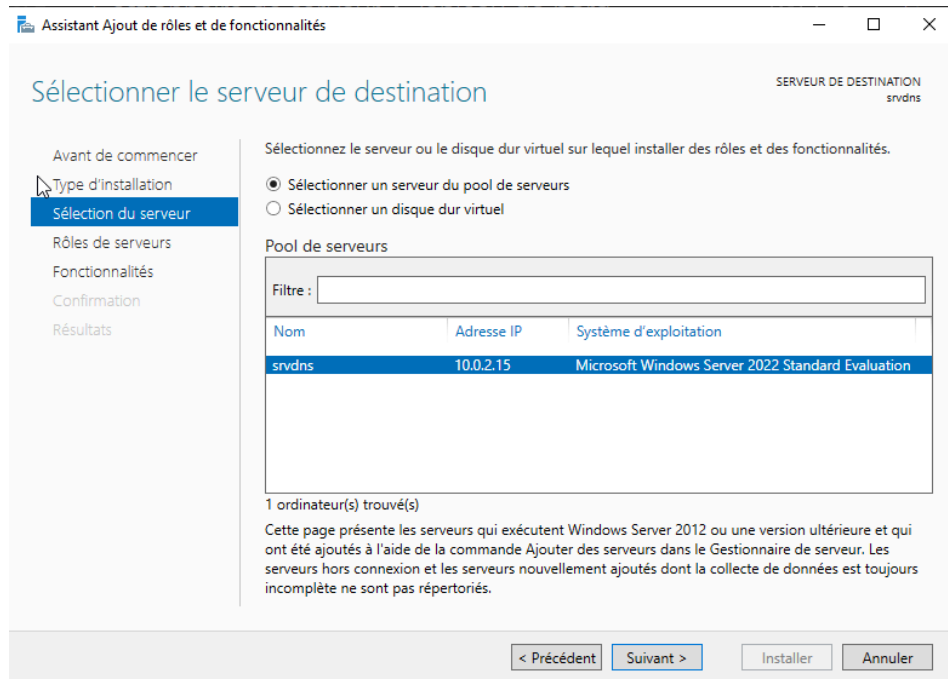 Assistant Ajout de rôles et de fonctionnalités
Sélectionner le serveur de destination
SERVEUR DE DESTINATION
srvdns
Avant de commencer
Type d'installation
Sélection du serveur
Rôles de serveurs
Fonctionnalités
Confirmation
Résultats
Sélectionnez le serveur ou le disque dur virtuel sur lequel installer des rôles et des fonctionnalités.
Sélectionner un serveur du pool de serveurs
Sélectionner un disque dur virtuel
Pool de serveurs
Filtre :
Nom Adresse IP Système d'exploitation
srvdns 10.0.2.15 Microsoft Windows Server 2022 Standard Evaluation
1 ordinateur(s) trouvé(s)
Cette page présente les serveurs qui exécutent Windows Server 2012 ou une version ultérieure et qui
ont été ajoutés à l'aide de la commande Ajouter des serveurs dans le Gestionnaire de serveur. Les
serveurs hors connexion et les serveurs nouvellement ajoutés dont la collecte de données est toujours
incomplète ne sont pas répertoriés.
< Précédent Suivant > Installer Annuler